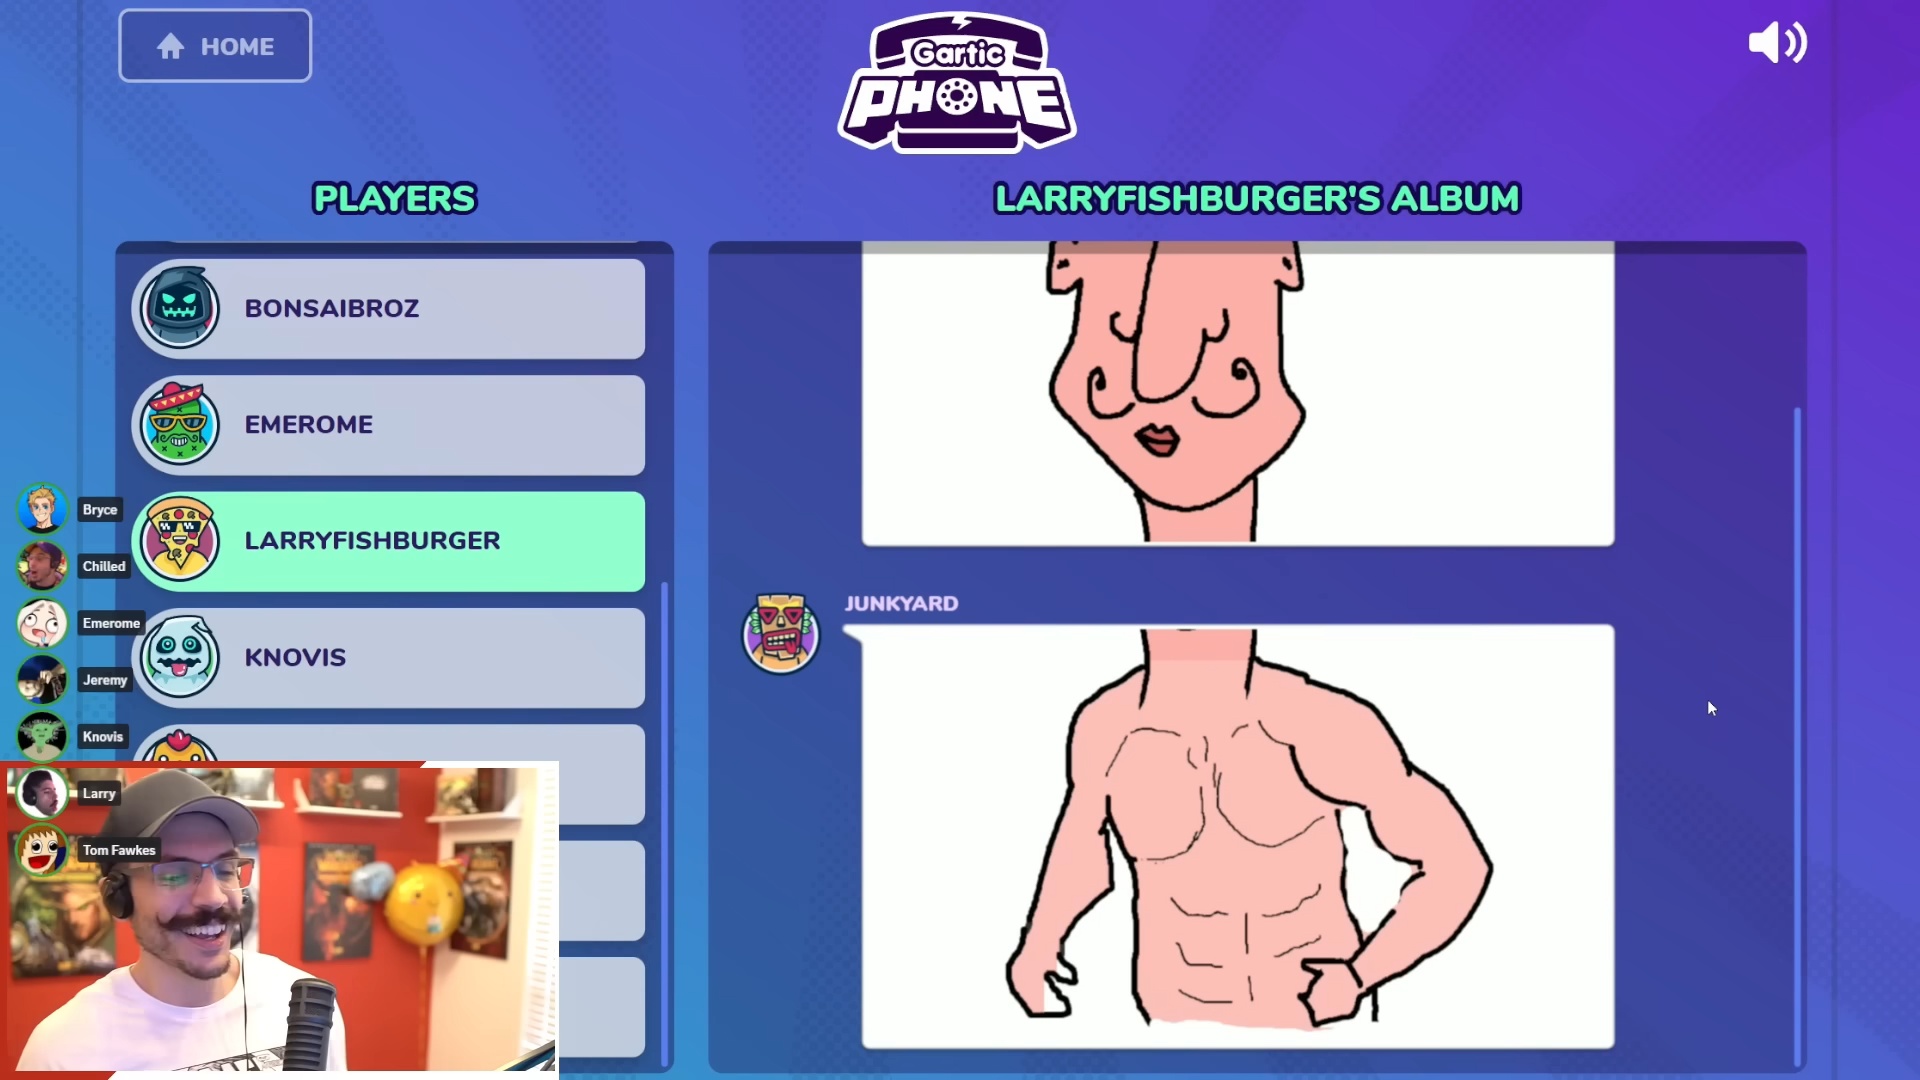 HOME
Gartic
PHONE
PLAYERS
LARRYFISHBURGER'S ALBUM
BONSAIBROZ
EMEROME
LARRYFISHBURGER
KNOVIS
JUNKYARD
Bryce
Chilled
Emerome
Jeremy
Knovis
Larry
Tom Fawkes